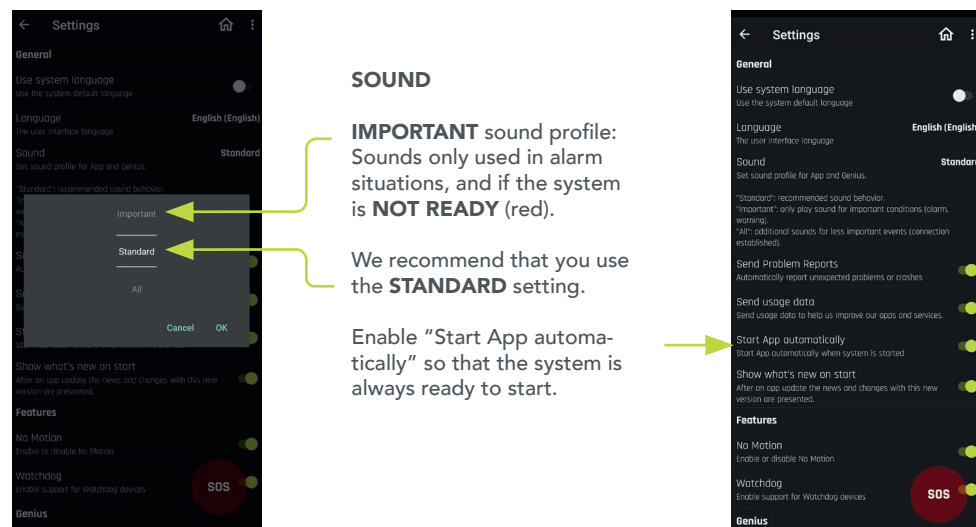 Settings
General
Use system language
Use the system default language
Language
English (English)
The user interface language
Sound
Standard
Set sound profile for App and Genius.
"Standard": recommended sound behavior.
Important
Standard
All
Cancel
OK
Show what's new on start
After an app update the news and changes with this new
version are presented.
Features
No Motion
Enable or disable No Motion
Watchdog
Enable support for Watchdog devices
SOS
Genius
SOUND
IMPORTANT sound profile:
Sounds only used in alarm
situations, and if the system
is NOT READY (red).
We recommend that you use
the STANDARD setting.
Enable “Start App automa-
tically” so that the system is
always ready to start.
Settings
General
Use system language
Use the system default language
Language
English (English
The user interface language
Sound
Standard
Set sound profile for App and Genius.
"Standard": recommended sound behavior.
"Important": only play sound for important conditions (alarm,
warning).
"All": additional sounds for less important events (connection
established).
Send Problem Reports
Automatically report unexpected problems or crashes
Send usage data
Send usage data to help us improve our apps and services.
Start App automatically
Start App automatically when system is started
Show what's new on start
After an app update the news and changes with this new
version are presented.
Features
No Motion
Enable or disable No Motion
Watchdog
Enable support for Watchdog devices
SOS
Genius